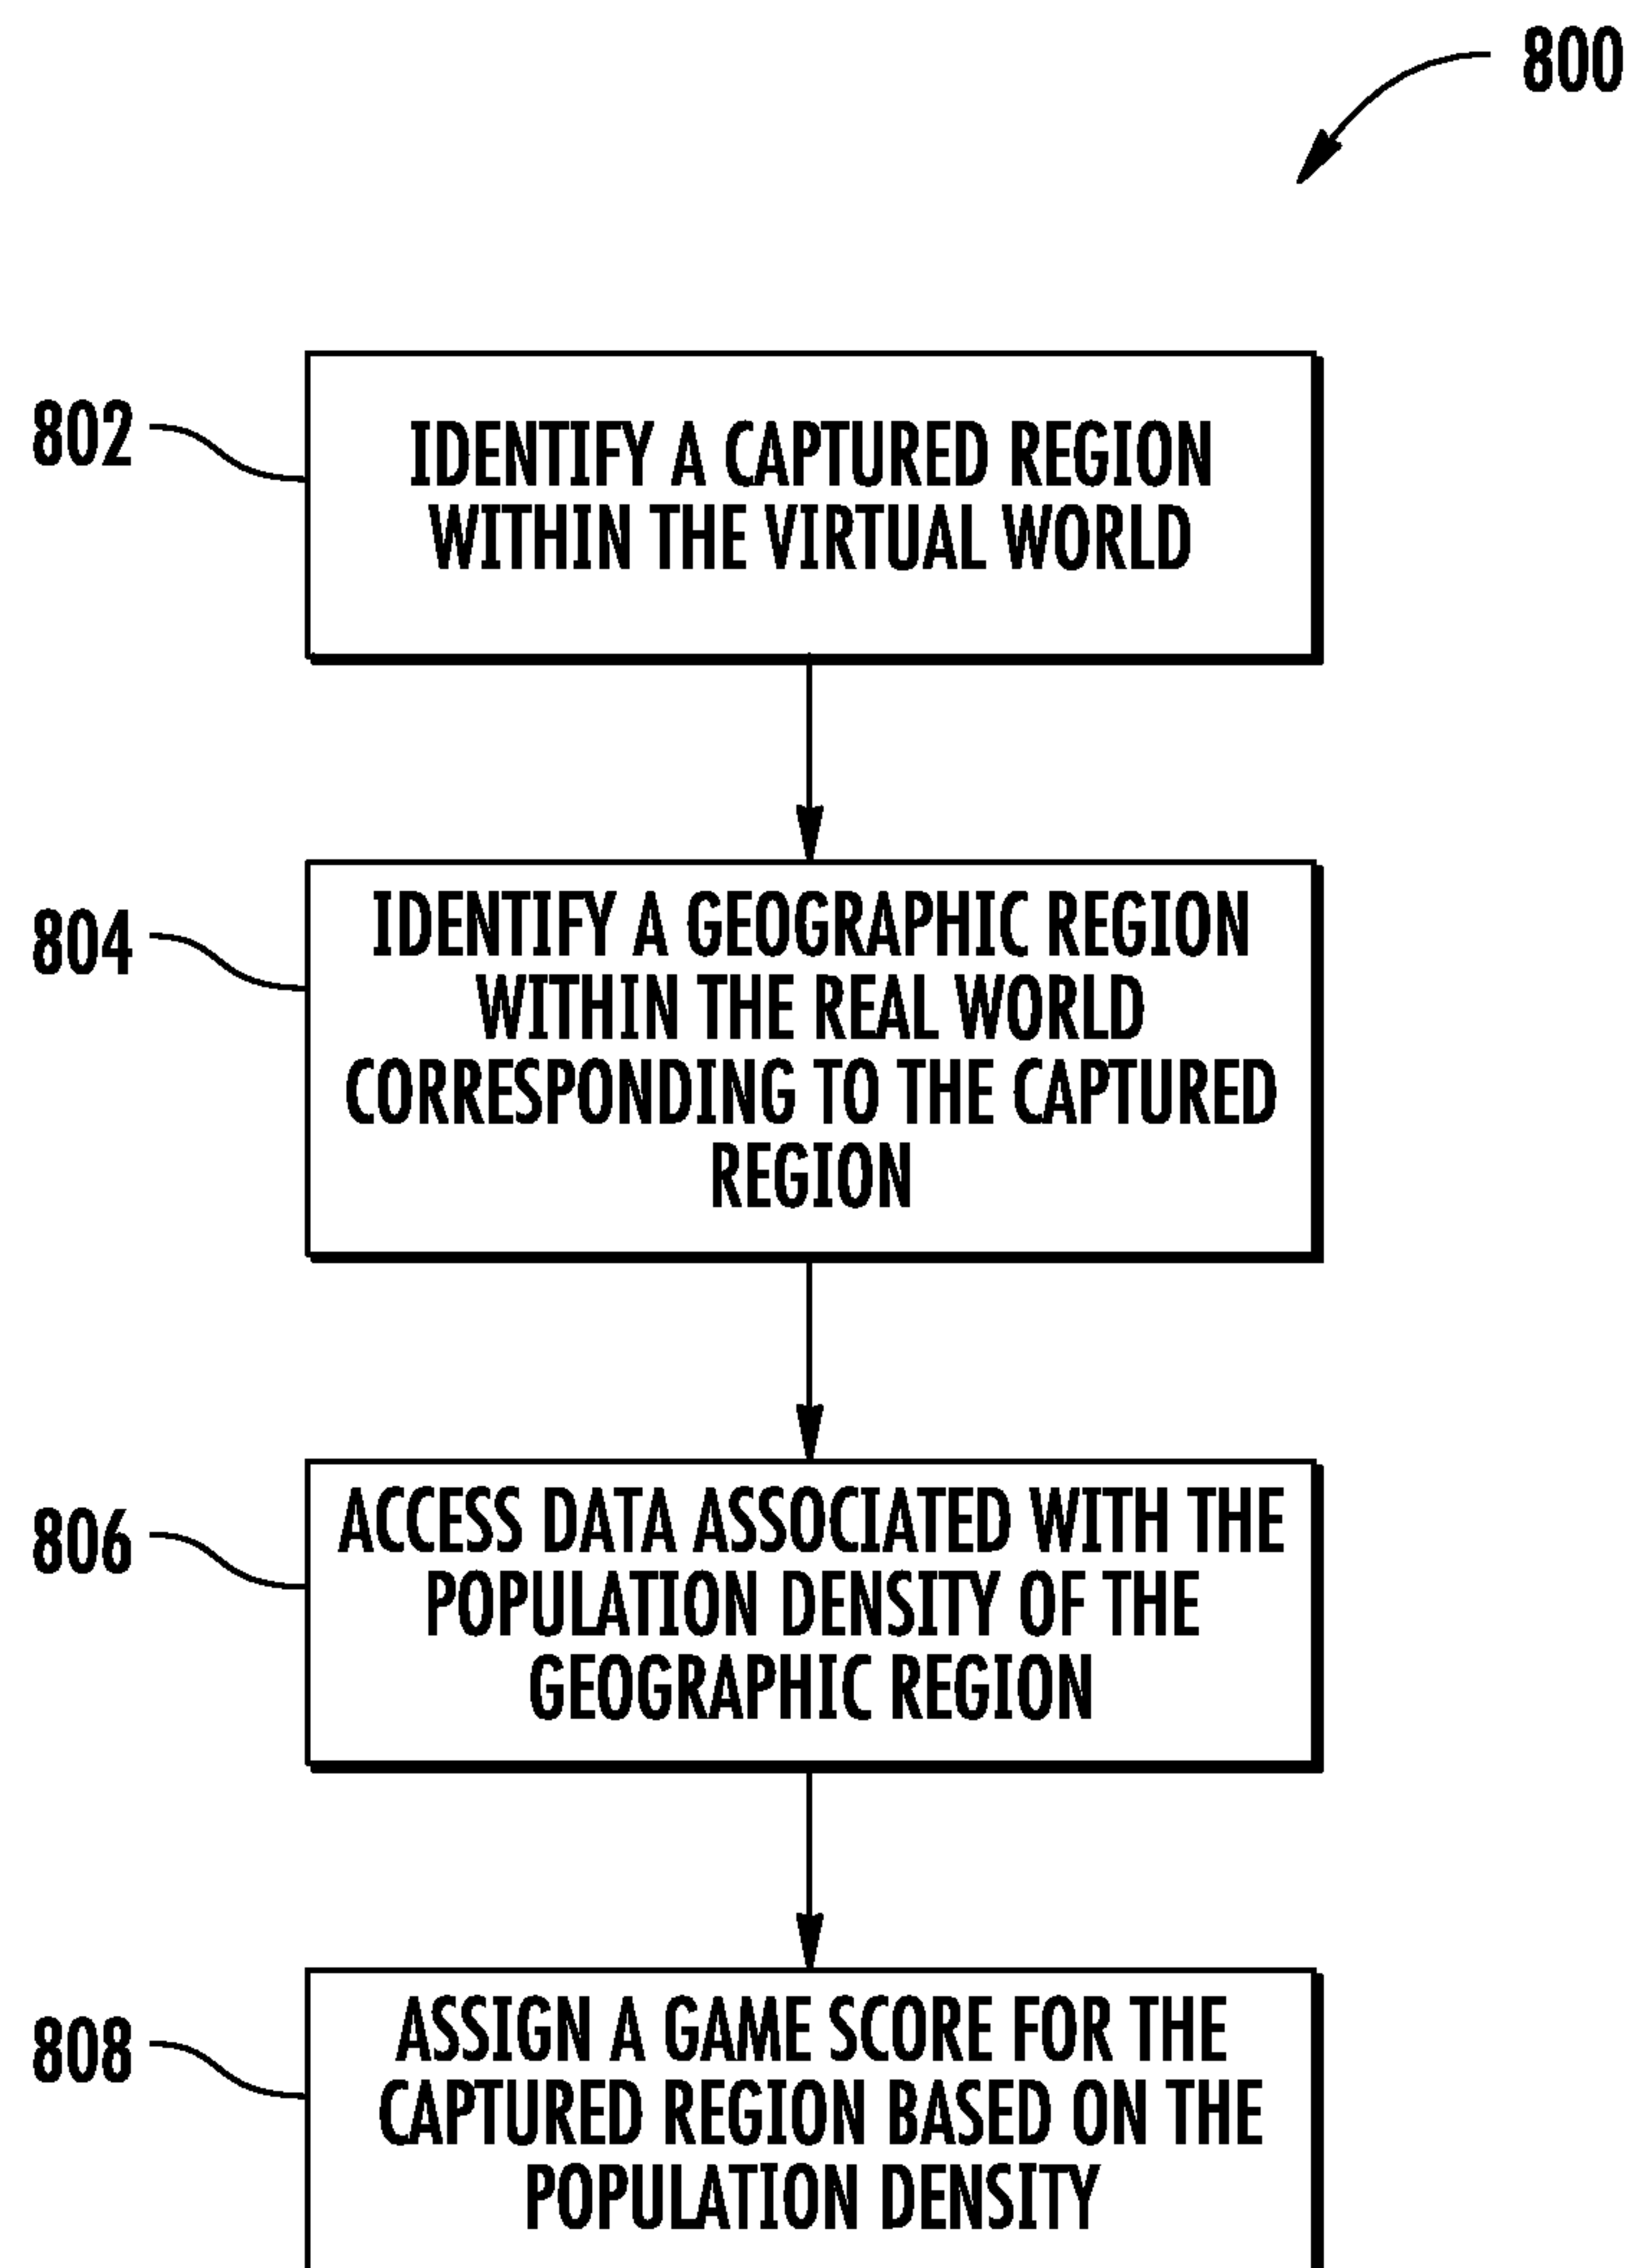 800
802
IDENTIFY A CAPTURED REGION
WITHIN THE VIRTUAL WORLD
804
IDENTIFY A GEOGRAPHIC REGION
WITHIN THE REAL WORLD
CORRESPONDING TO THE CAPTURED
REGION
806
ACCESS DATA ASSOCIATED WITH THE
POPULATION DENSITY OF THE
GEOGRAPHIC REGION
808
ASSIGN A GAME SCORE FOR THE
CAPTURED REGION BASED ON THE
POPULATION DENSITY